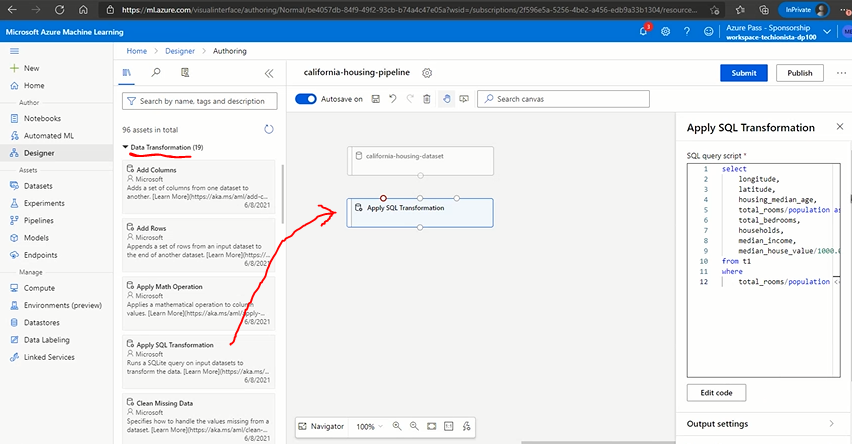 https://ml.azure.com/visualinterface/authoring/Normal/be4057db-84f9-49f2-93cb-b74a4c47e05a?wsid=/subscriptions/2f596e5a-5256-4be2-a456-edb9a33b1304/resource...
InPrivate
Microsoft Azure Machine Learning
3
Azure Pass - Sponsorship
workspace-techionista-dp100
Home > Designer > Authoring
New
Home
Author
Notebooks
Automated ML
Designer
Assets
Datasets
Experiments
Pipelines
Models
Endpoints
Manage
Compute
Environments (preview)
Datastores
Data Labeling
Linked Services
Search by name, tags and description
96 assets in total
Data Transformation (19)
Add Columns
Microsoft
Adds a set of columns from one dataset to
another. [Learn More](https://aka.ms/aml/add-c...
6/8/2021
Add Rows
Microsoft
Appends a set of rows from an input dataset to
the end of another dataset. [Learn More](https:/...
6/8/2021
Apply Math Operation
Microsoft
Applies a mathematical operation to column
values. [Learn More](https://aka.ms/aml/apply-...
6/8/2021
Apply SQL Transformation
Microsoft
Runs a SQLite query on input datasets to
transform the data. [Learn More](https://aka.ms/...
6/8/2021
Clean Missing Data
Microsoft
Specifies how to handle the values missing from a
dataset. [Learn More](https://aka.ms/aml/clean-...
6/8/2021
california-housing-pipeline
Submit
Publish
Autosave on
Search canvas
california-housing-dataset
Apply SQL Transformation
Navigator
100%
Apply SQL Transformation
SQL query script *
1 select
2 longitude,
3 latitude,
4 housing_median_age,
5 total_rooms/population as
6 total_bedrooms,
7 households,
8 median_income,
9 median_house_value/1000.0
10 from t1
11 where
12 total_rooms/population <
Edit code
Output settings